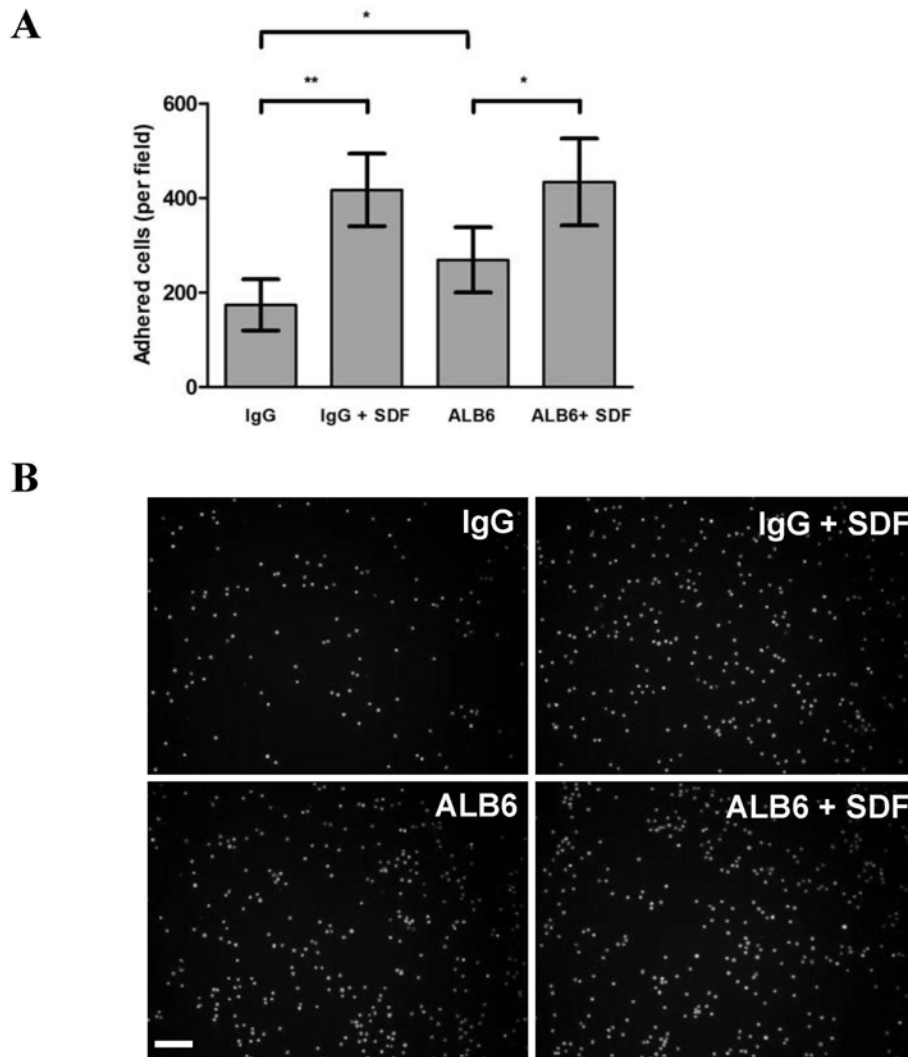 A
*
**
*
Adhered cells (per field)
600
400
200
0
IgG
IgG + SDF
ALB6
ALB6+ SDF
B
IgG
IgG + SDF
ALB6
ALB6 + SDF